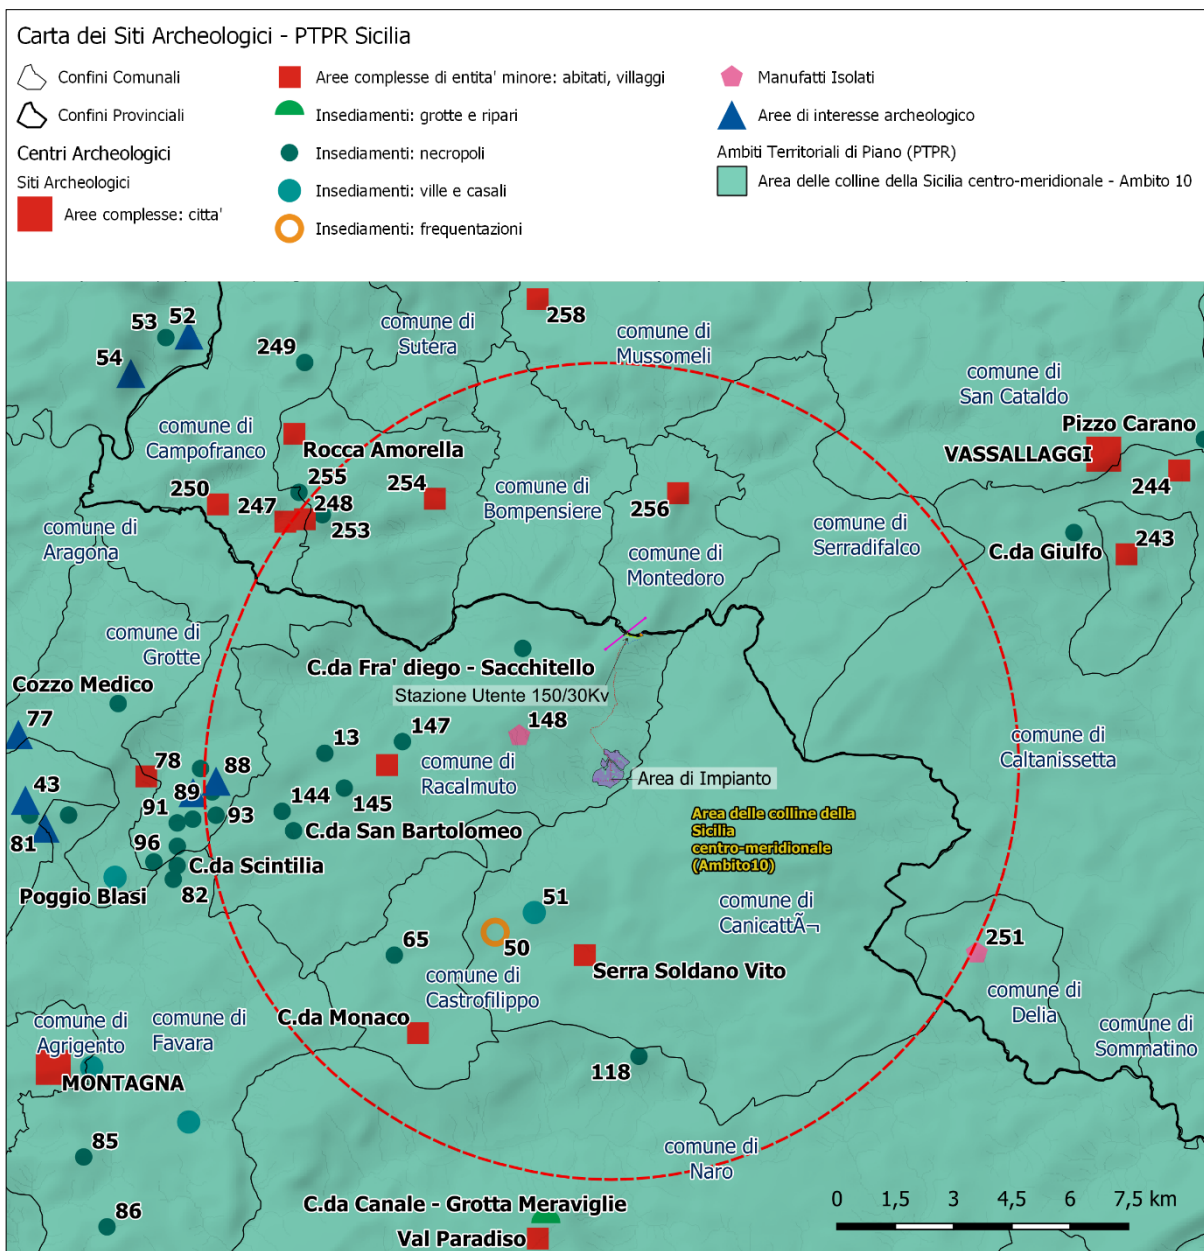 Carta dei Siti Archeologici - PTPR Sicilia
Confini Comunali
Confini Provinciali
Centri Archeologici
Siti Archeologici
Aree complesse: citta'
Aree complesse di entita' minore: abitati, villaggi
Insediamenti: grotte e ripari
Insediamenti: necropoli
Insediamenti: ville e casali
Insediamenti: frequentazioni
Manufatti Isolati
Aree di interesse archeologico
Ambiti Territoriali di Piano (PTPR)
Area delle colline della Sicilia centro-meridionale - Ambito 10
53
52
54
249
258
comune di
Sutera
comune di
Mussomeli
comune di
San Cataldo
Pizzo Carano
VASSALLAGGI
244
comune di
Campofranco
Rocca Amorella
255
254
250
247
248
253
comune di
Bompensiere
256
comune di
Aragona
comune di
Serradifalco
C.da Giulfo
243
comune di
Montedoro
comune di
Grotte
C.da Fra' diego - Sacchitello
Cozzo Medico
Stazione Utente 150/30Kv
77
148
147
13
78
88
comune di
Racalmuto
comune di
Caltanissetta
Area di Impianto
43
89
144
145
91
93
C.da San Bartolomeo
Area delle colline della
Sicilia
centro-meridionale
(Ambito10)
81
96
C.da Scintilia
Poggio Blasi
82
51
50
comune di
CanicattÃ¬
65
251
Serra Soldano Vito
comune di
Castrofilippo
comune di
Delia
C.da Monaco
comune di
Agrigento
comune di
Favara
comune di
Sommatino
MONTAGNA
118
85
comune di
Naro
86
C.da Canale - Grotta Meraviglie
Val Paradiso
0 1,5 3 4,5 6 7,5 km